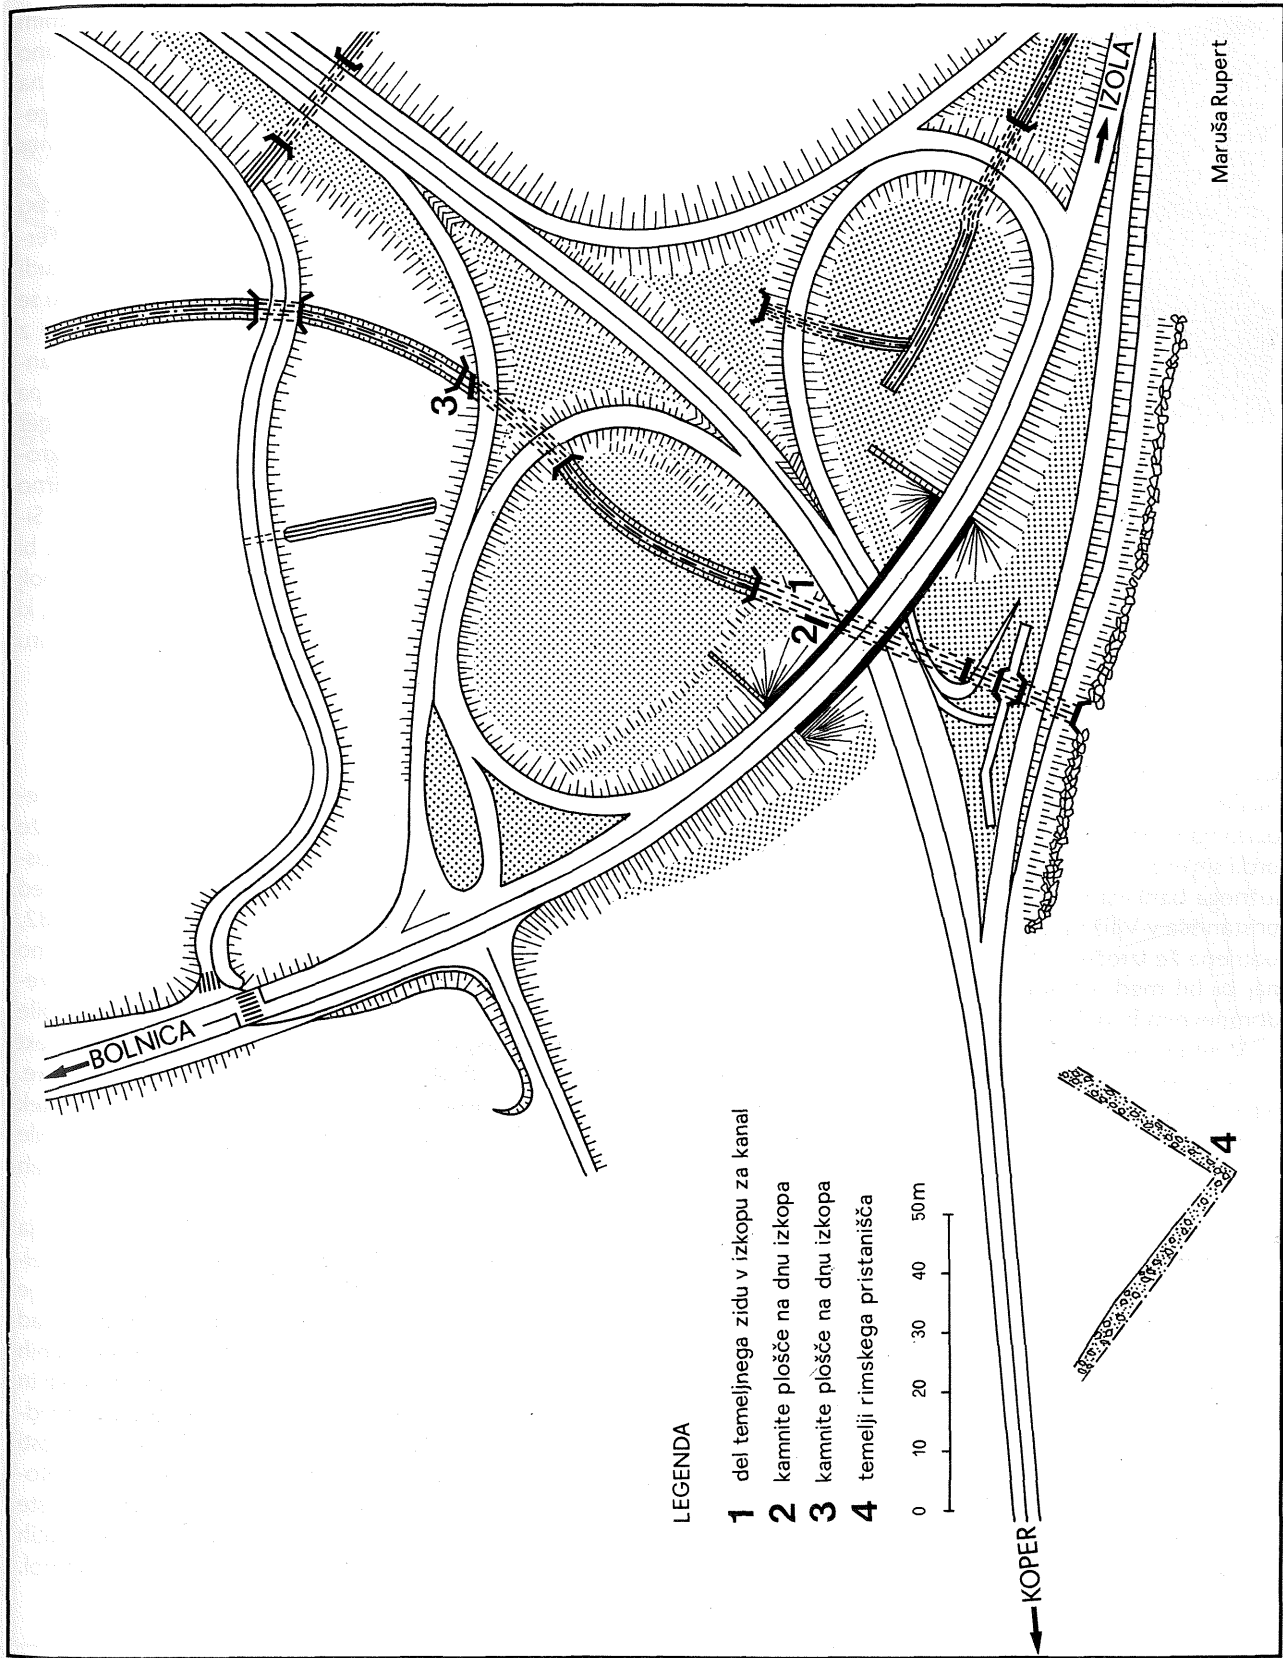 BOLNICA
IZOLA
KOPER
3
1
2
4
LEGENDA
1 del temeljnega zidu v izkopu za kanal
2 kamnite plošče na dnu izkopa
3 kamnite plošče na dnu izkopa
4 temelji rimskega pristanišča
0 10 20 30 40 50m
Maruša Rupert